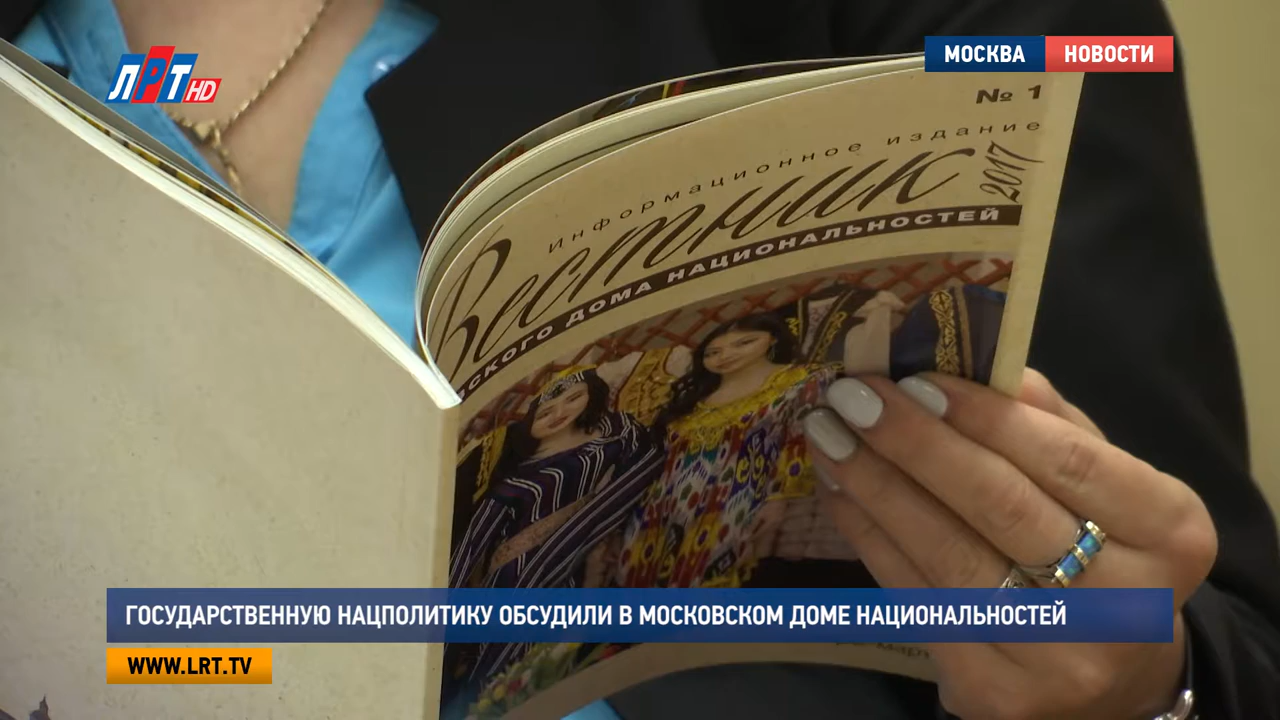 ЛРТ HD
МОСКВА НОВОСТИ
№ 1
Информационное издание
Вестник 2017
ДОМА НАЦИОНАЛЬНОСТЕЙ
ГОСУДАРСТВЕННУЮ НАЦПОЛИТИКУ ОБСУДИЛИ В МОСКОВСКОМ ДОМЕ НАЦИОНАЛЬНОСТЕЙ
WWW.LRT.TV